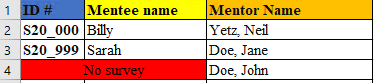 1 ID # Mentee name Mentor Name
2 S20_000 Billy Yetz, Neil
3 S20_999 Sarah Doe, Jane
4 No survey Doe, John